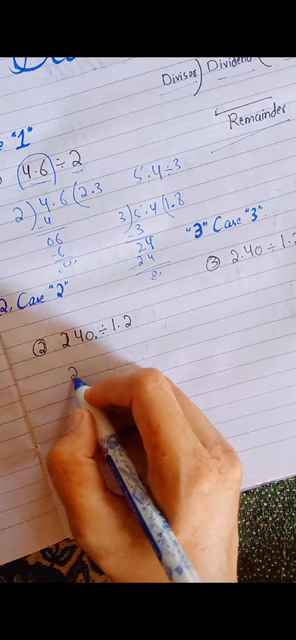 Divisor) Dividend (
Remainder
"1"
(4.6) ÷ 2
5.4 ÷ 3
2) 4.6 (2.3
4
06
6
0
3) 5.4 (1.8
-3
24
-24
0
2. Case "2"
"3" Case "3"
② 240. ÷ 1.2
2
③ 2.40 ÷ 1.2